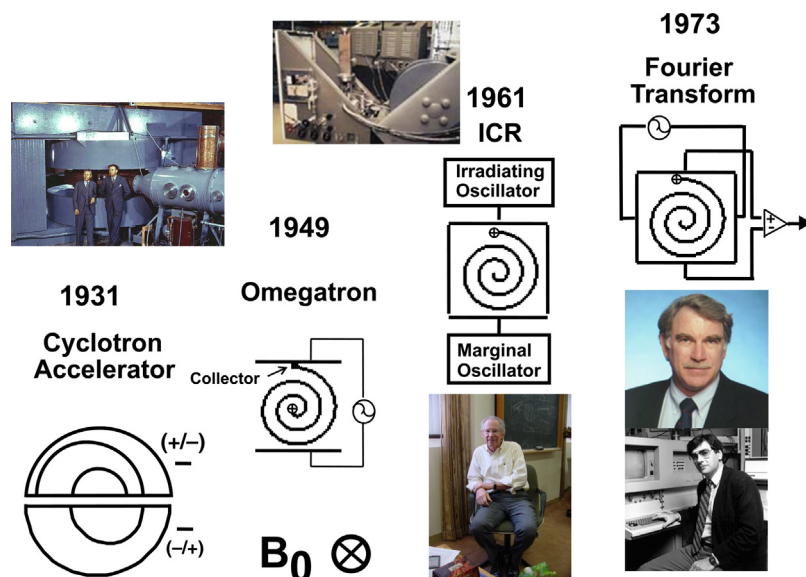 1931
Cyclotron
Accelerator
(+/–)
(–/+)
1949
Omegatron
Collector
B0
1961
ICR
Irradiating
Oscillator
Marginal
Oscillator
1973
Fourier
Transform
+
-